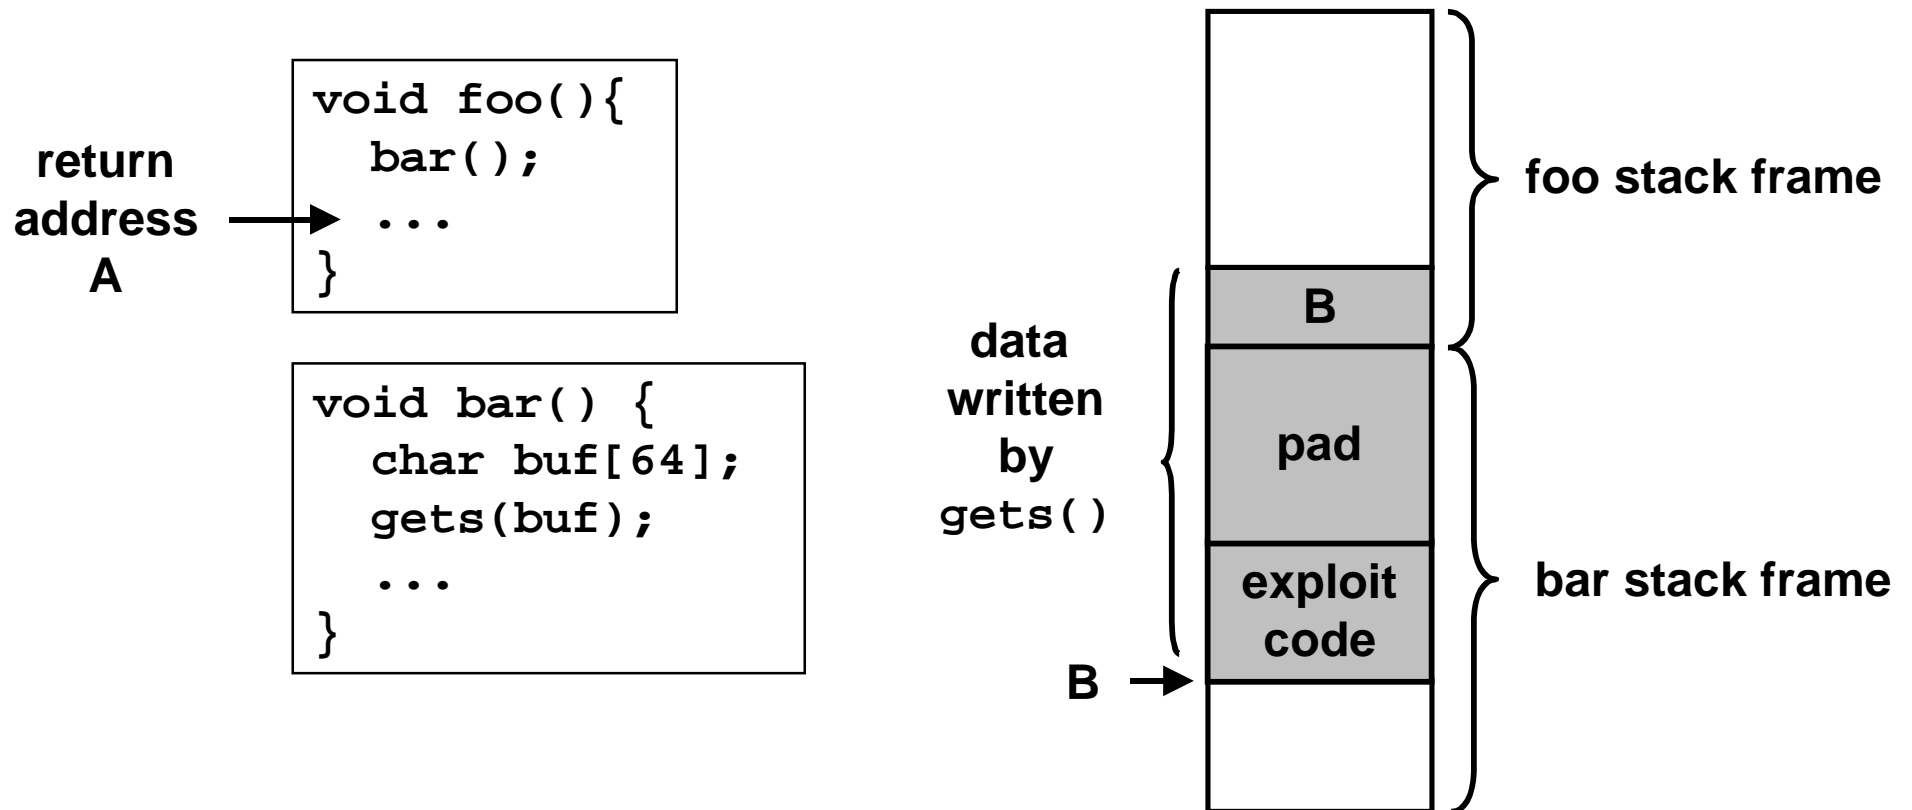 return
address
A
void foo(){
  bar();
  ...
}
void bar() {
  char buf[64];
  gets(buf);
  ...
}
data
written
by
gets()
B
B
pad
exploit
code
foo stack frame
bar stack frame